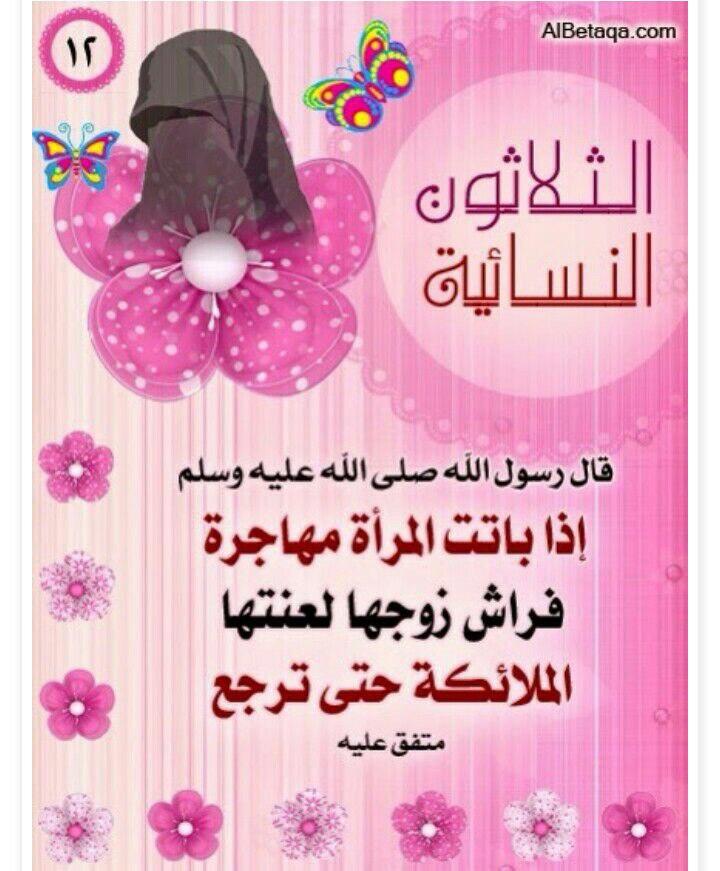 AlBetaqa.com
١٢
الثلاثون
النسائية
قال رسول الله صلى الله عليه وسلم
إذا باتت المرأة مهاجرة
فراش زوجها لعنتها
الملائكة حتى ترجع
متفق عليه